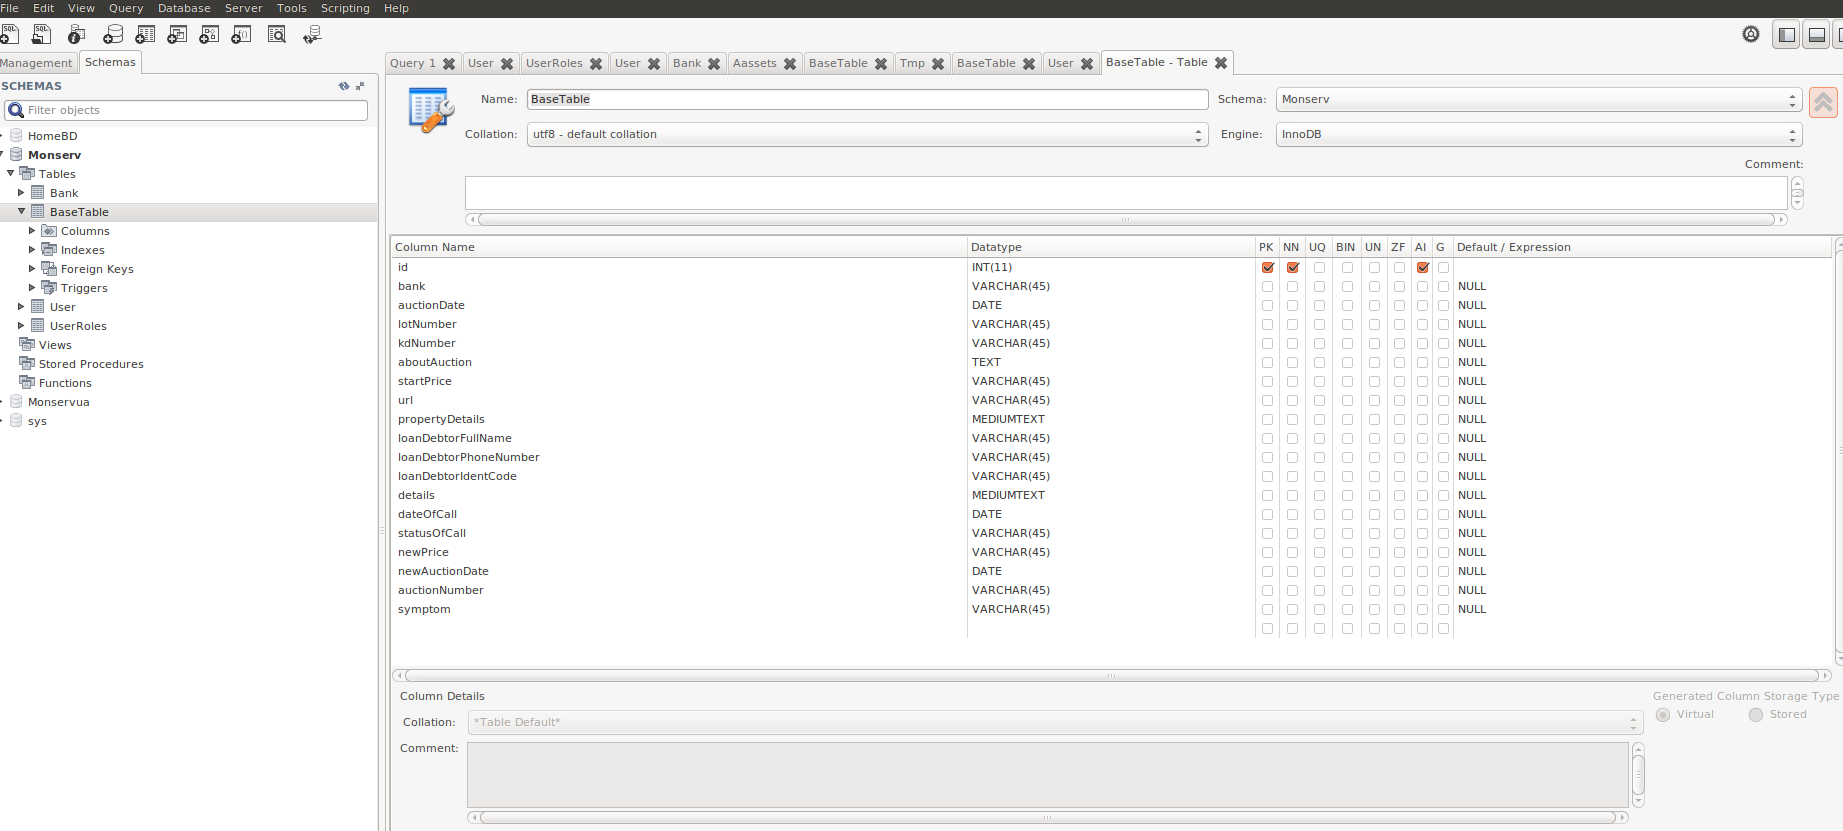 File Edit View Query Database Server Tools Scripting Help
Management Schemas
SCHEMAS
Filter objects
HomeBD
Monserv
Tables
Bank
BaseTable
Columns
Indexes
Foreign Keys
Triggers
User
UserRoles
Views
Stored Procedures
Functions
Monservua
sys
Query 1 User UserRoles User Bank Aassets BaseTable Tmp BaseTable User BaseTable - Table
Name: BaseTable Schema: Monserv
Collation: utf8 - default collation Engine: InnoDB
Comment:
Column Name Datatype PK NN UQ BIN UN ZF AI G Default / Expression
id INT(11)
bank VARCHAR(45) NULL
auctionDate DATE NULL
lotNumber VARCHAR(45) NULL
kdNumber VARCHAR(45) NULL
aboutAuction TEXT NULL
startPrice VARCHAR(45) NULL
url VARCHAR(45) NULL
propertyDetails MEDIUMTEXT NULL
loanDebtorFullName VARCHAR(45) NULL
loanDebtorPhoneNumber VARCHAR(45) NULL
loanDebtorIdentCode VARCHAR(45) NULL
details MEDIUMTEXT NULL
dateOfCall DATE NULL
statusOfCall VARCHAR(45) NULL
newPrice VARCHAR(45) NULL
newAuctionDate DATE NULL
auctionNumber VARCHAR(45) NULL
symptom VARCHAR(45) NULL
Column Details Generated Column Storage Type
Collation: *Table Default* Virtual Stored
Comment: